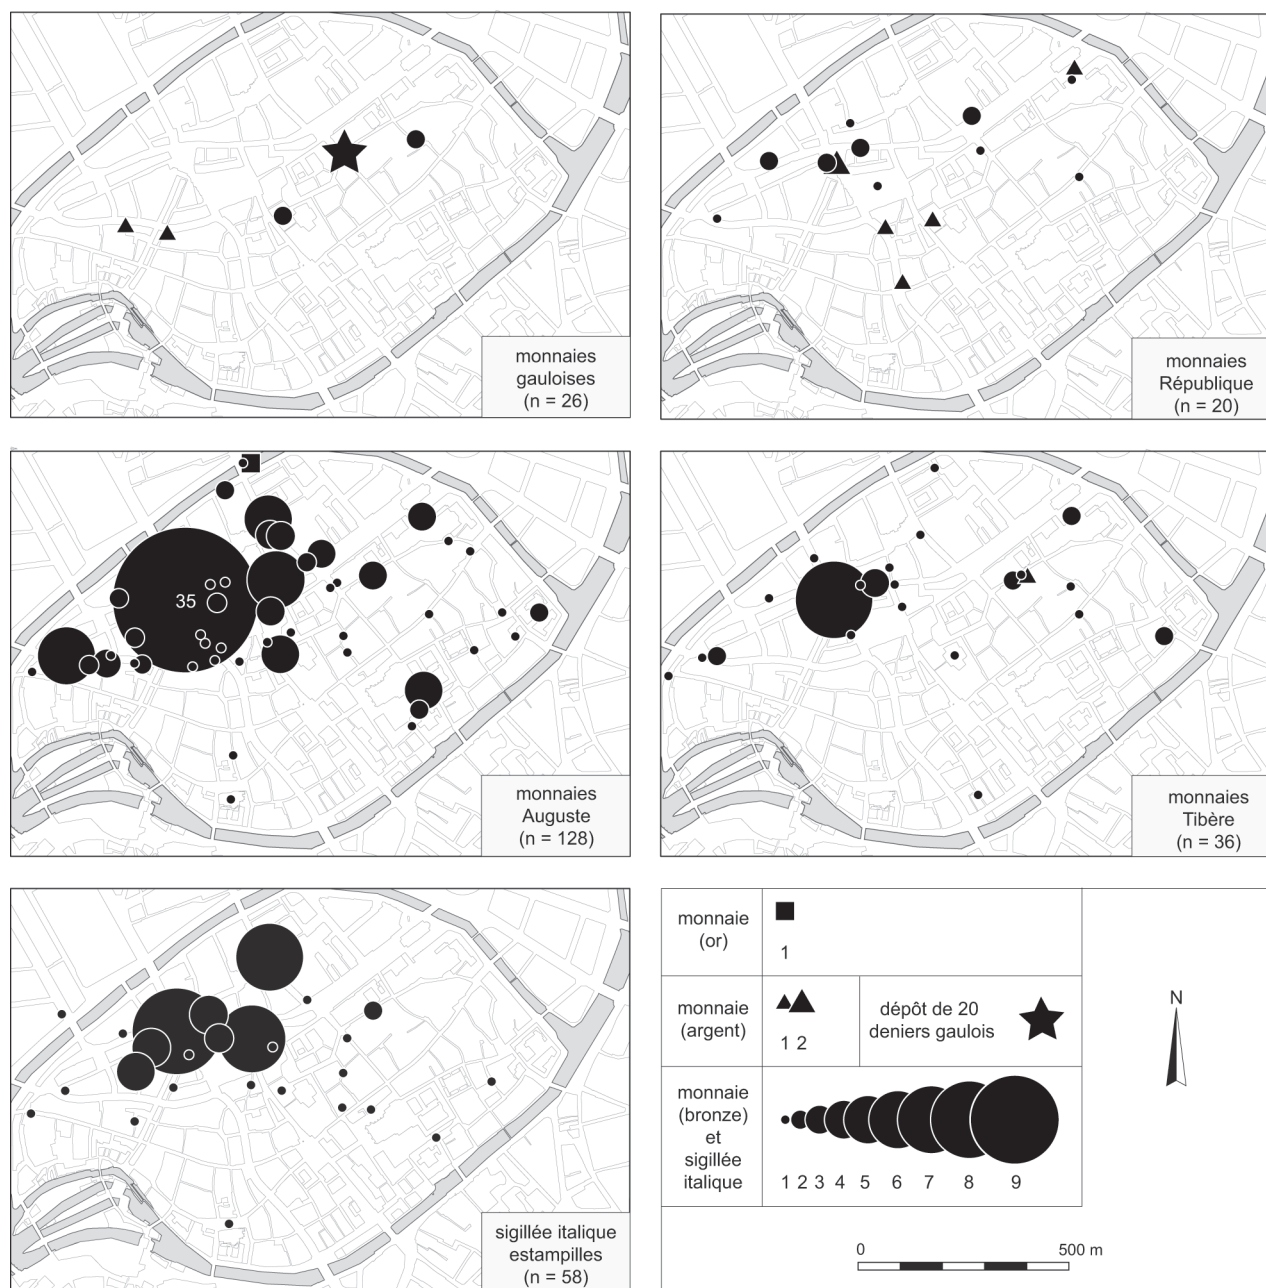 monnaies
gauloises
(n = 26)
monnaies
République
(n = 20)
35
monnaies
Auguste
(n = 128)
monnaies
Tibère
(n = 36)
sigillée italique
estampilles
(n = 58)
monnaie
(or)
1
monnaie
(argent)
1 2
dépôt de 20
deniers gaulois
monnaie
(bronze)
et
sigillée
italique
1 2 3 4 5 6 7 8 9
N
0 500 m